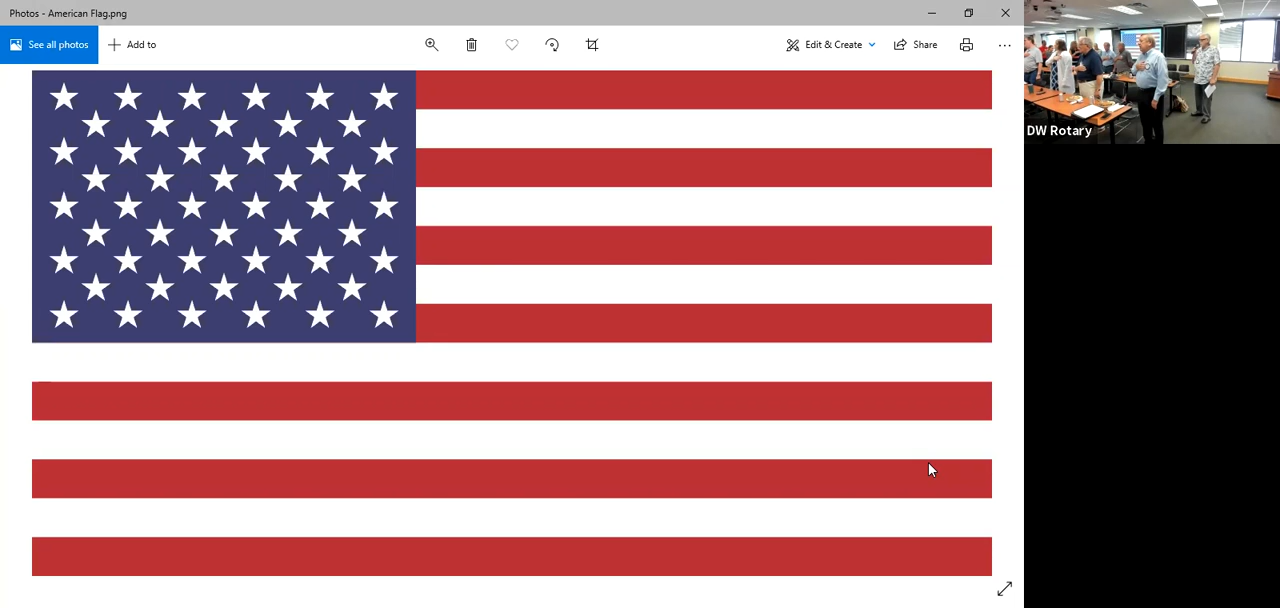 Photos - American Flag.png
See all photos
Add to
Edit & Create
Share
DW Rotary